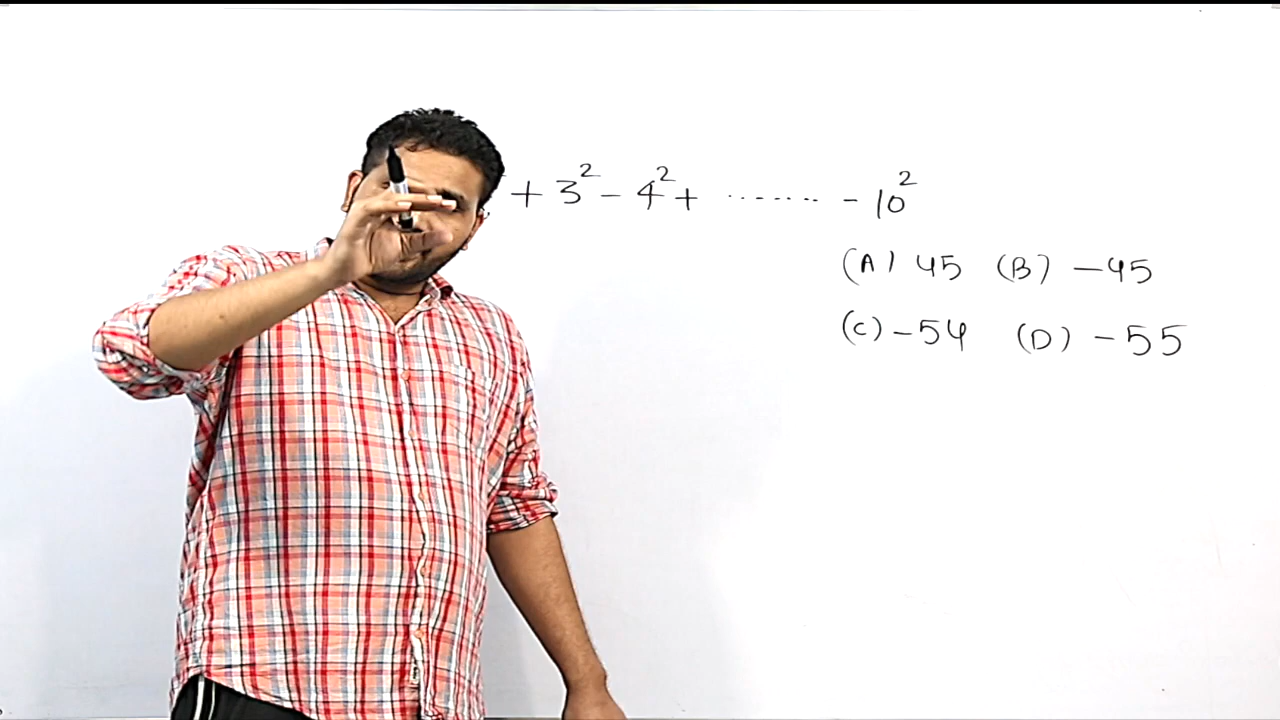 + 3² - 4² + ....... - 10²
(A) 45 (B) -45
(C) -54 (D) -55